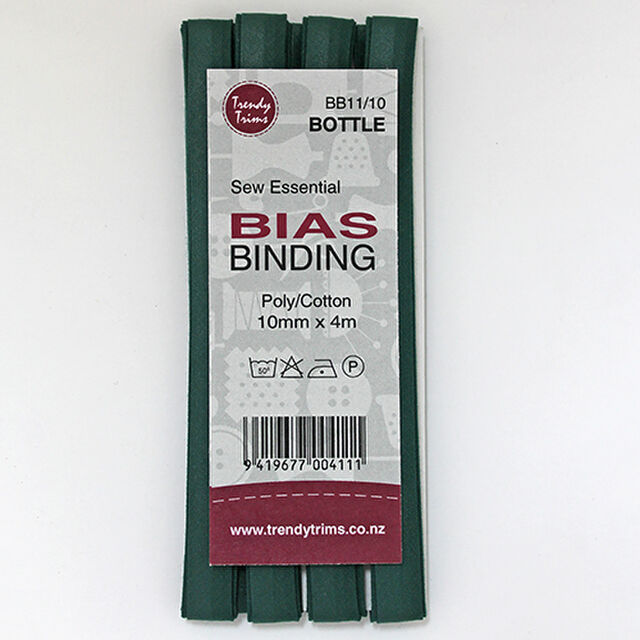 Trendy
Trims
BB11/10
BOTTLE
Sew Essential
BIAS
BINDING
Poly/Cotton
10mm x 4m
50°
P
9 419677 004111
www.trendytrims.co.nz